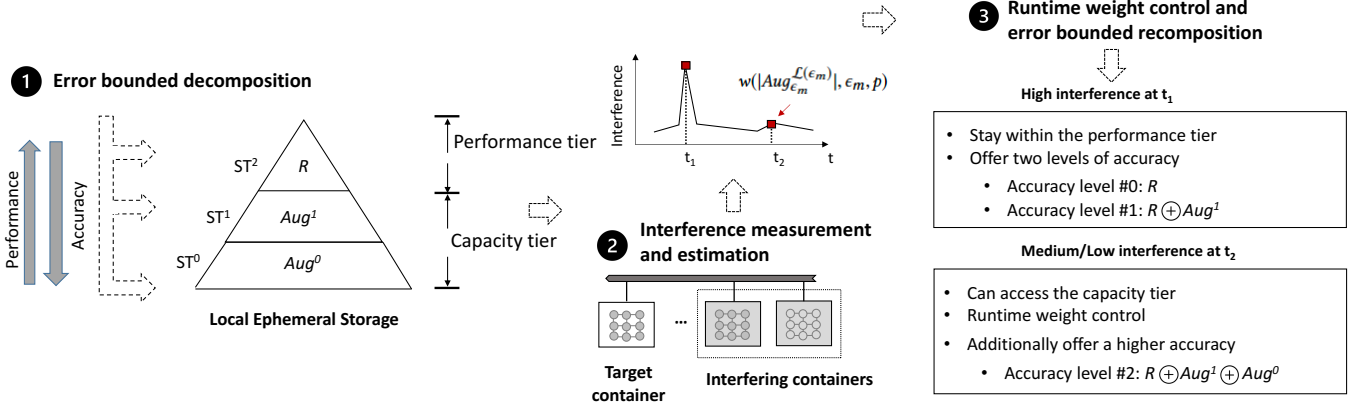 1 Error bounded decomposition
Performance
Accuracy
ST²
R
ST¹
Aug¹
ST⁰
Aug⁰
Local Ephemeral Storage
Performance tier
Capacity tier
Interference
w(|Aug_{ϵ_m}^{ℒ(ϵ_m)}|, ϵ_m, p)
t₁
t₂
t
2 Interference measurement
and estimation
...
Target
container
Interfering containers
3 Runtime weight control and
error bounded recomposition
High interference at t₁
• Stay within the performance tier
• Offer two levels of accuracy
• Accuracy level #0: R
• Accuracy level #1: R ⊕ Aug¹
Medium/Low interference at t₂
• Can access the capacity tier
• Runtime weight control
• Additionally offer a higher accuracy
• Accuracy level #2: R ⊕ Aug¹ ⊕ Aug⁰